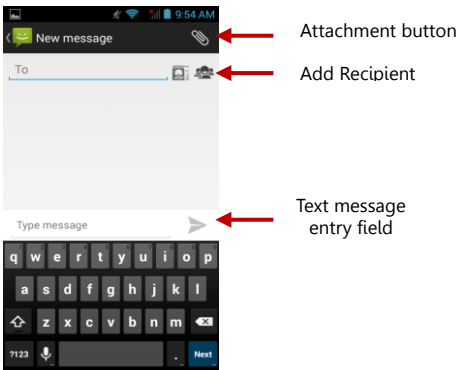 9:54 AM
New message
Attachment button
To
Add Recipient
Type message
Text message
entry field
q w e r t y u i o p
a s d f g h j k l
z x c v b n m
?123 . Next